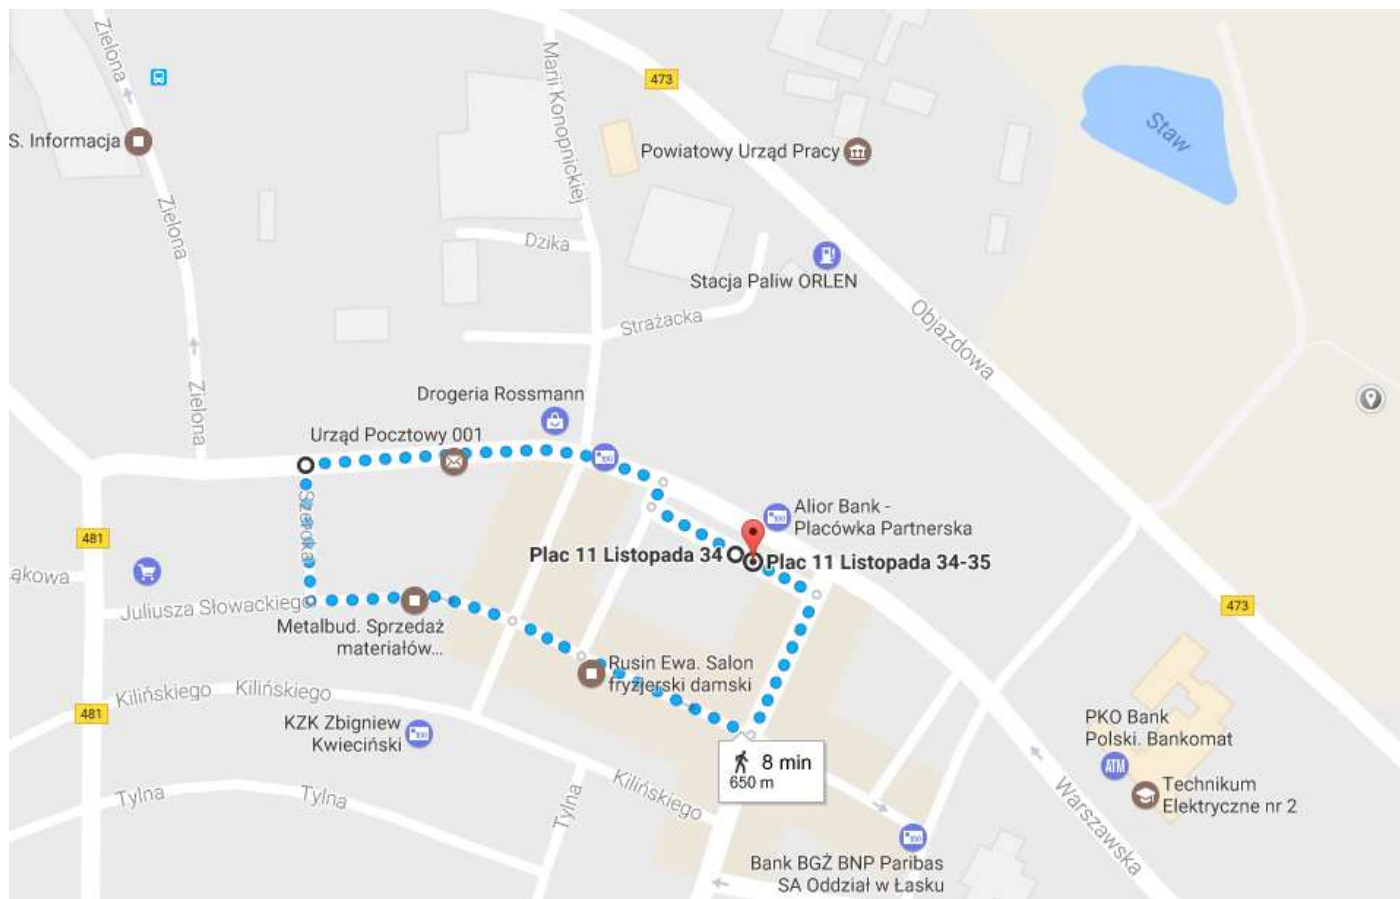 Zielona
473
S. Informacja
Marii Konopnickiej
Powiatowy Urząd Pracy
Staw
Zielona
Dzika
Stacja Paliw ORLEN
Strażacka
Objazdowa
Zielona
Drogeria Rossmann
Urząd Pocztowy 001
Szeroka
Alior Bank -
Placówka Partnerska
481
Plac 11 Listopada 34
Plac 11 Listopada 34-35
ąkowa
Juliusza Słowackiego
473
Metalbud. Sprzedaż
materiałów...
Rusin Ewa. Salon
fryzjerski damski
Kilińskiego
Kilińskiego
481
KZK Zbigniew
Kwieciński
PKO Bank
Polski. Bankomat
ATM
8 min
650 m
Kilińskiego
Tylna
Tylna
Tylna
Warszawska
Technikum
Elektryczne nr 2
Bank BGŻ BNP Paribas
SA Oddział w Łasku